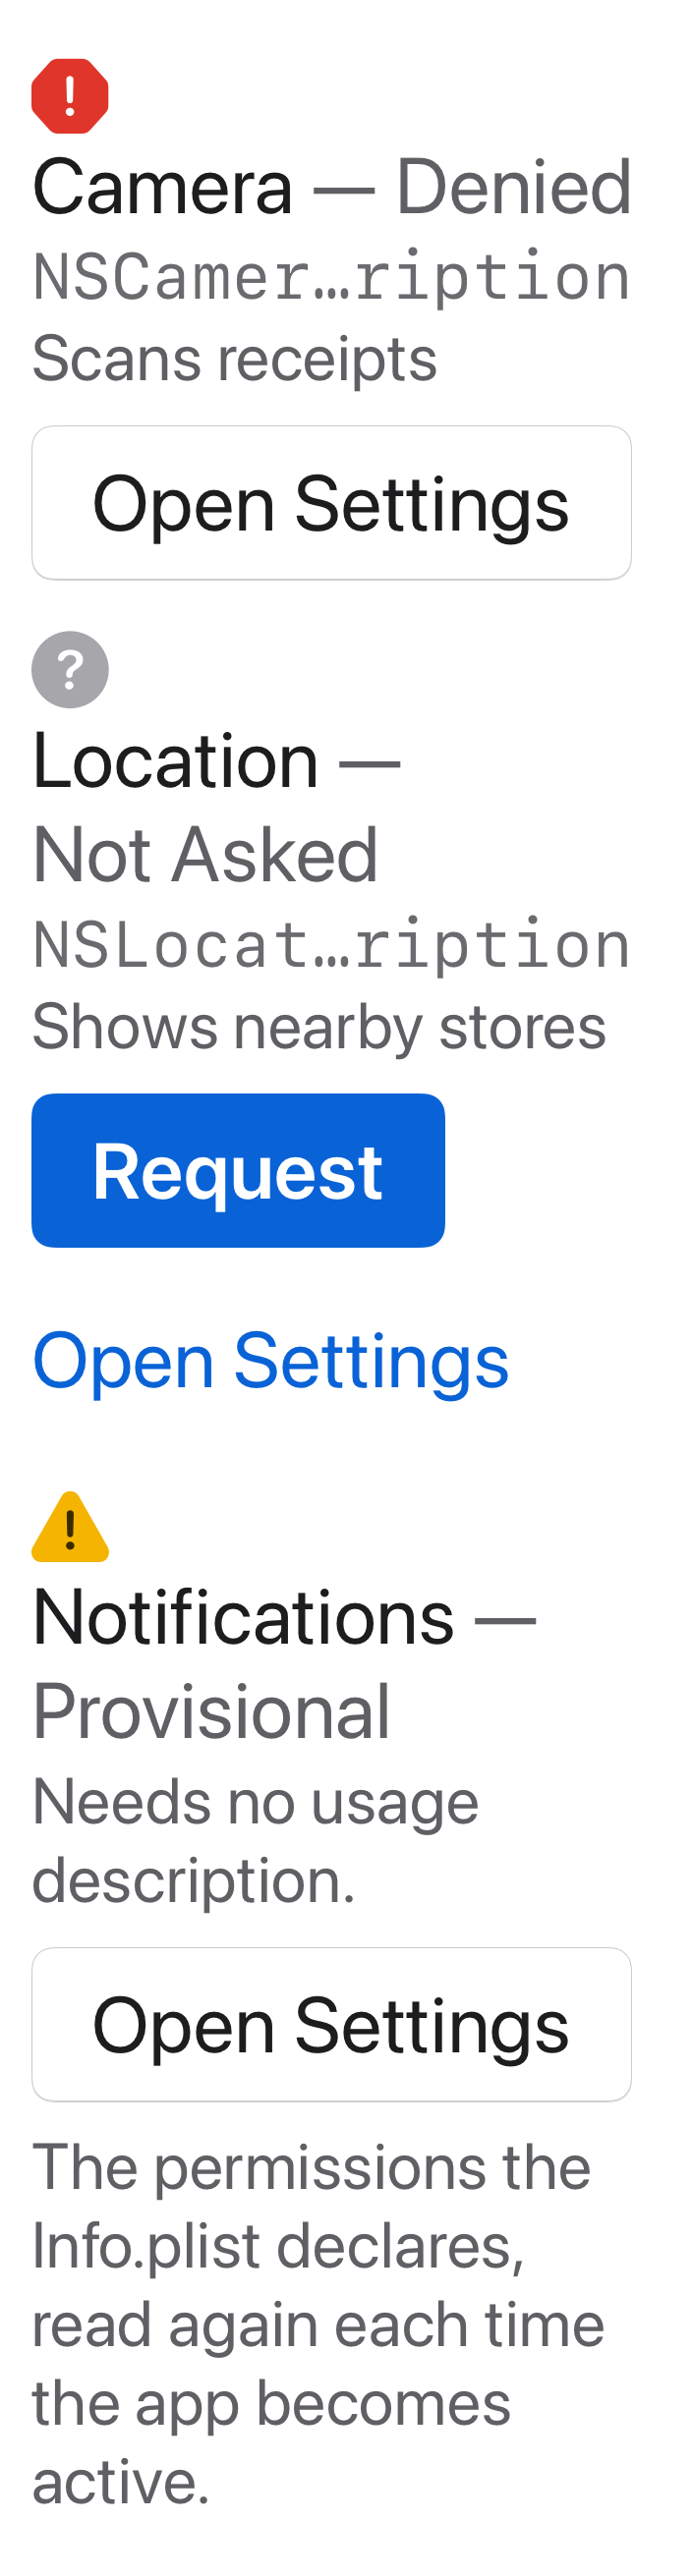 Camera — Denied
NSCamer…ription
Scans receipts
Open Settings
Location —
Not Asked
NSLocat…ription
Shows nearby stores
Request
Open Settings
Notifications —
Provisional
Needs no usage
description.
Open Settings
The permissions the
Info.plist declares,
read again each time
the app becomes
active.